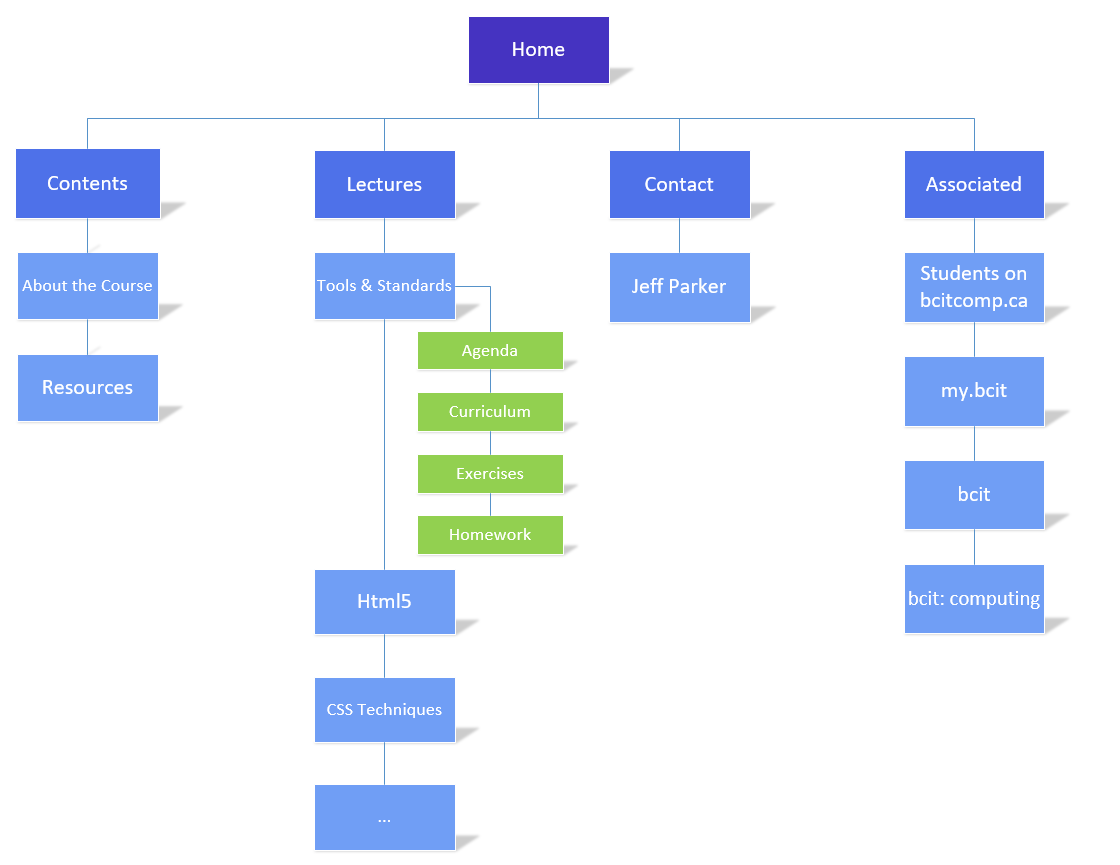 Home
Contents
Lectures
Contact
Associated
About the Course
Tools & Standards
Jeff Parker
Students on
bcitcomp.ca
Agenda
Resources
my.bcit
Curriculum
Exercises
bcit
Homework
Html5
bcit: computing
CSS Techniques
...